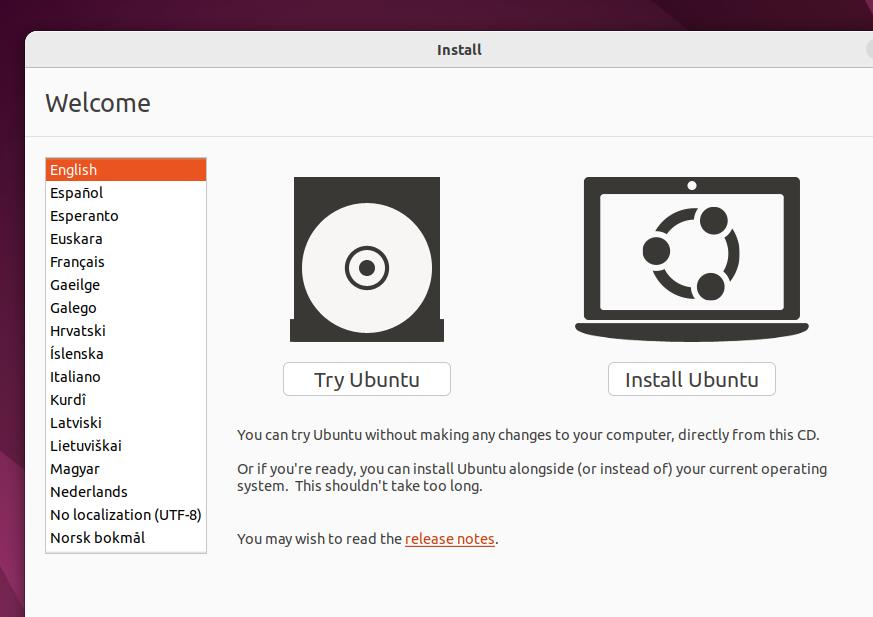 Install
Welcome
English
Español
Esperanto
Euskara
Français
Gaeilge
Galego
Hrvatski
Íslenska
Italiano
Kurdî
Latviski
Lietuviškai
Magyar
Nederlands
No localization (UTF-8)
Norsk bokmål
Try Ubuntu
Install Ubuntu
You can try Ubuntu without making any changes to your computer, directly from this CD.
Or if you're ready, you can install Ubuntu alongside (or instead of) your current operating
system.  This shouldn't take too long.
You may wish to read the release notes.